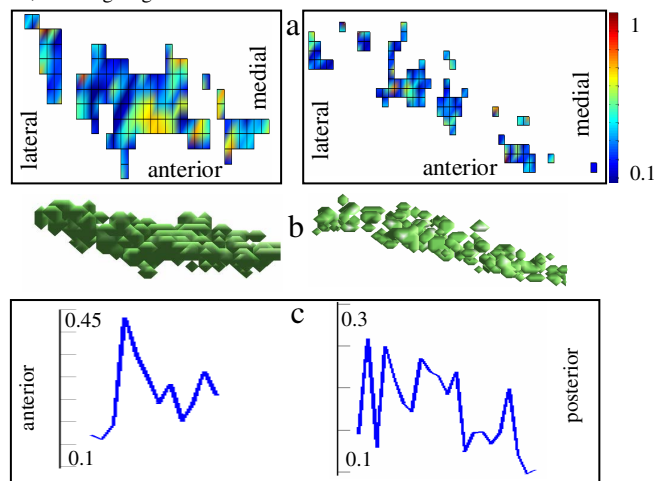 a
1
0.1
lateral
anterior
medial
lateral
anterior
medial
b
c
anterior
0.45
0.1
0.3
0.1
posterior